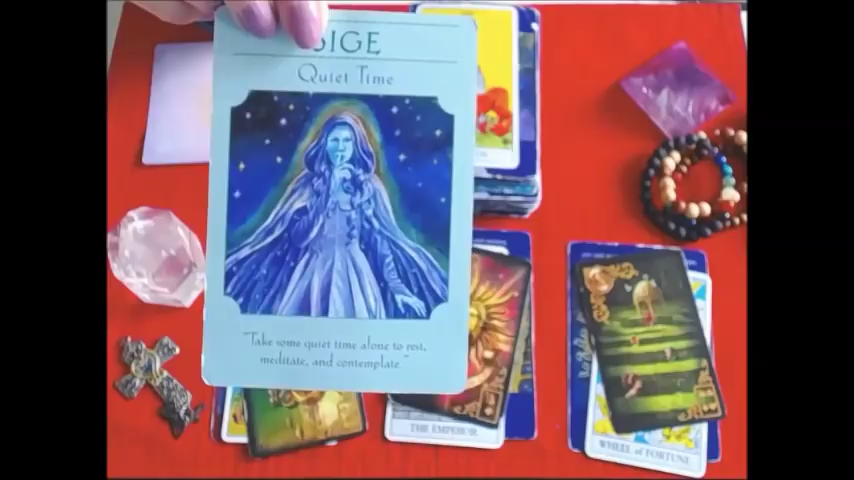 SIGE
Quiet Time
"Take some quiet time alone to rest,
meditate, and contemplate."
THE EMPEROR
WHEEL of FORTUNE